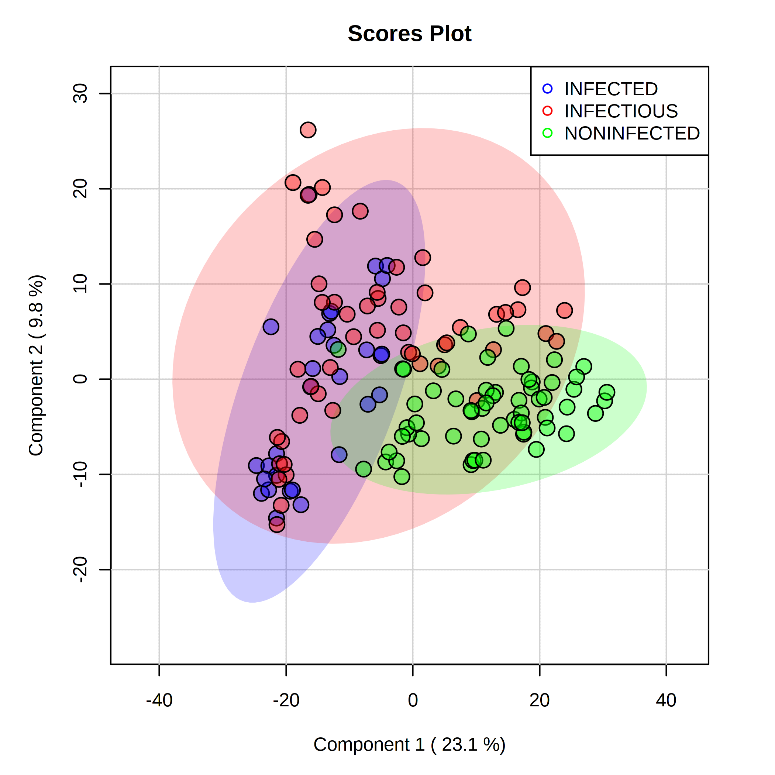 Scores Plot
INFECTED
INFECTIOUS
NONINFECTED
30
20
10
0
-10
-20
Component 2 ( 9.8 %)
-40
-20
0
20
40
Component 1 ( 23.1 %)